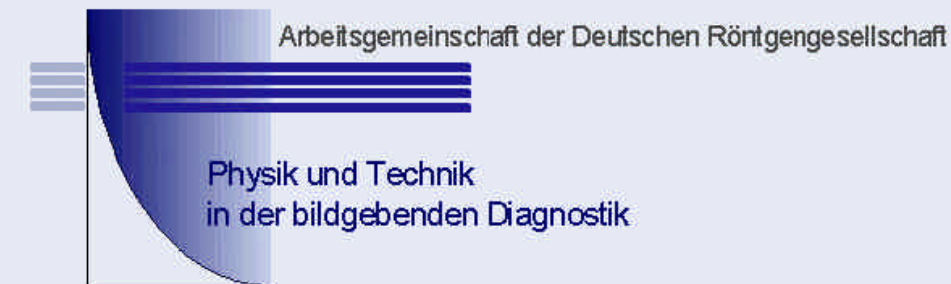 Arbeitsgemeinschaft der Deutschen Röntgengesellschaft
Physik und Technik
in der bildgebenden Diagnostik